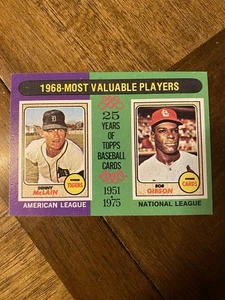 1968-MOST VALUABLE PLAYERS
25
YEARS OF
TOPPS
BASEBALL
CARDS
1951
1975
DENNY
McLAIN
TIGERS
BOB
GIBSON
CARDS
AMERICAN LEAGUE
NATIONAL LEAGUE